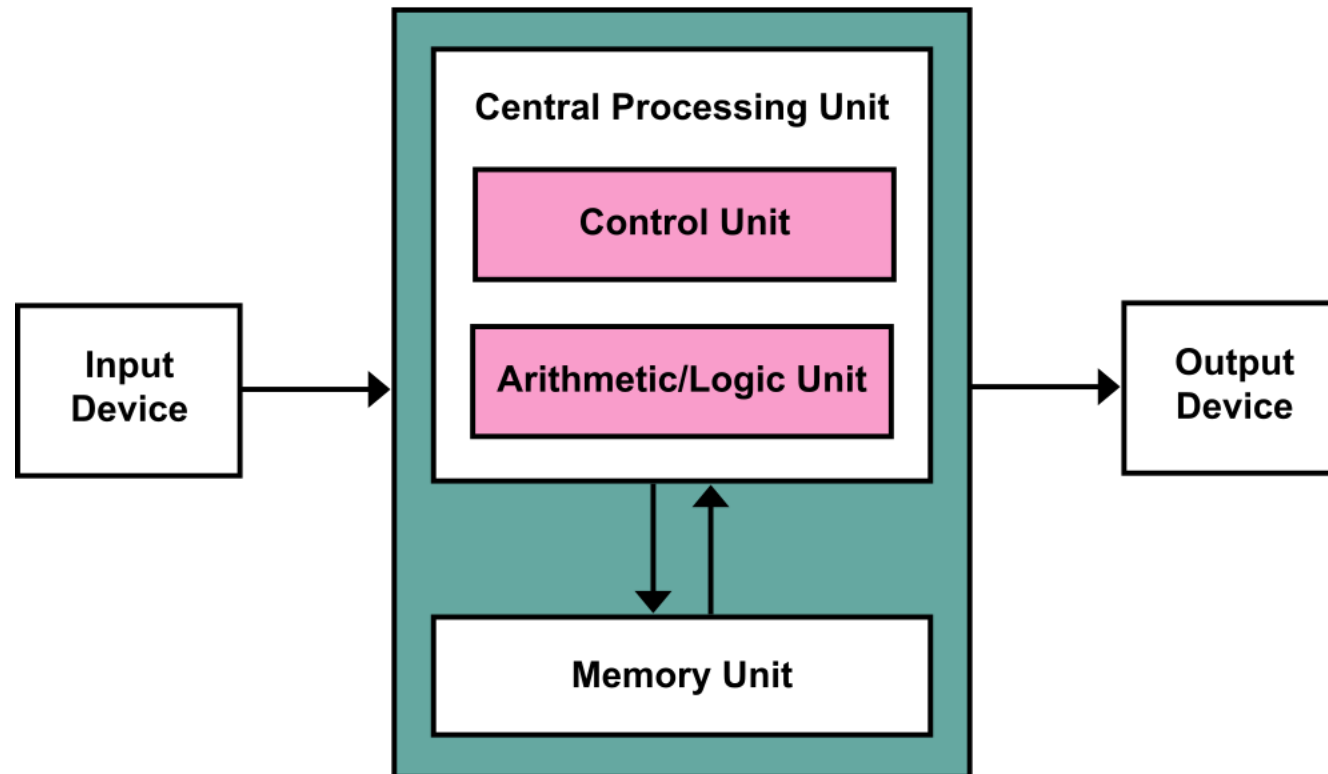 Central Processing Unit
Control Unit
Arithmetic/Logic Unit
Input
Device
Output
Device
Memory Unit